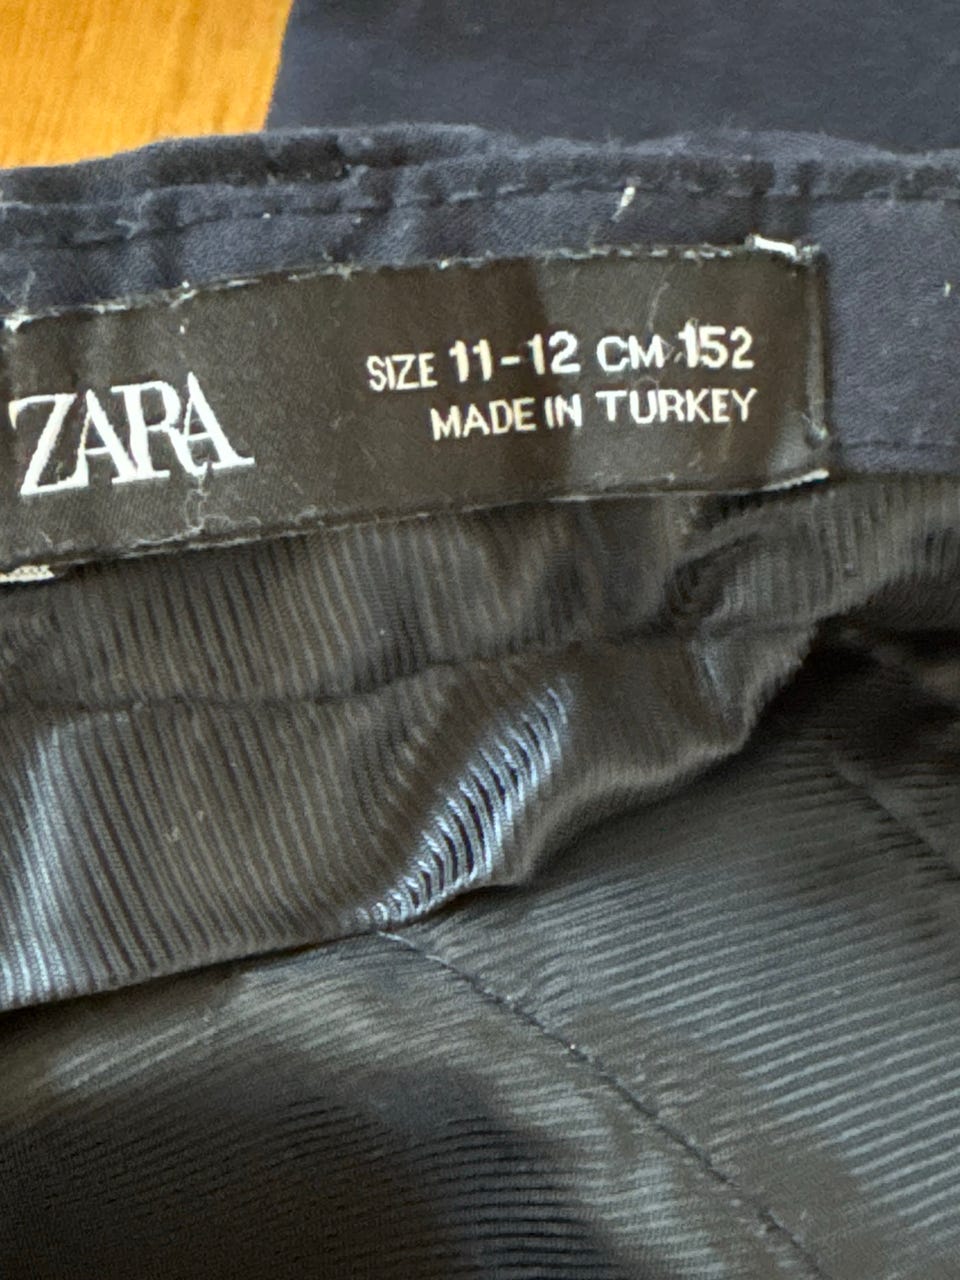 ZARA
SIZE 11-12 CM 152
MADE IN TURKEY